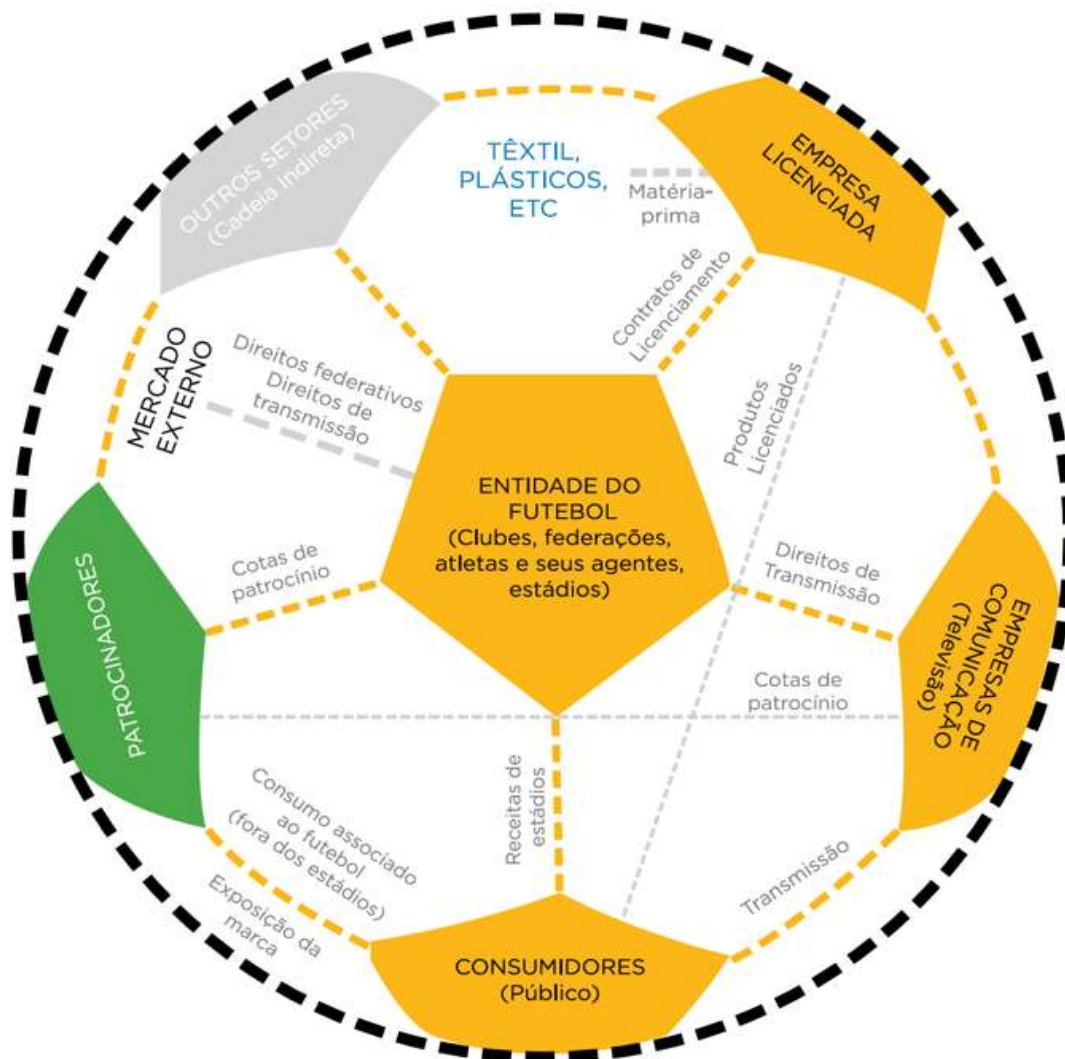 OUTROS SETORES
(Cadeia Indireta)
TÊXTIL,
PLÁSTICOS,
ETC
Matéria-
prima
EMPRESA
LICENCIADA
Contratos de
Licenciamento
MERCADO
EXTERNO
Direitos federativos
Direitos de
transmissão
Produtos
Licenciados
ENTIDADE DO
FUTEBOL
(Clubes, federações,
atletas e seus agentes,
estádios)
PATROCINADORES
Cotas de
patrocínio
Direitos de
Transmissão
EMPRESAS DE
COMUNICAÇÃO
(Televisão)
Cotas de
patrocínio
Receitas de
estádios
Consumo associado
ao futebol
(fora dos estádios)
Exposição da
marca
Transmissão
CONSUMIDORES
(Público)